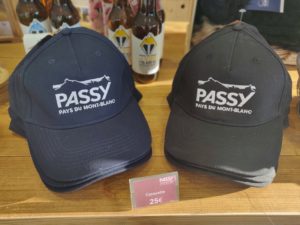 PASSY
PAYS DU MONT-BLANC
PASSY
PAYS DU MONT-BLANC
Casquette
25€